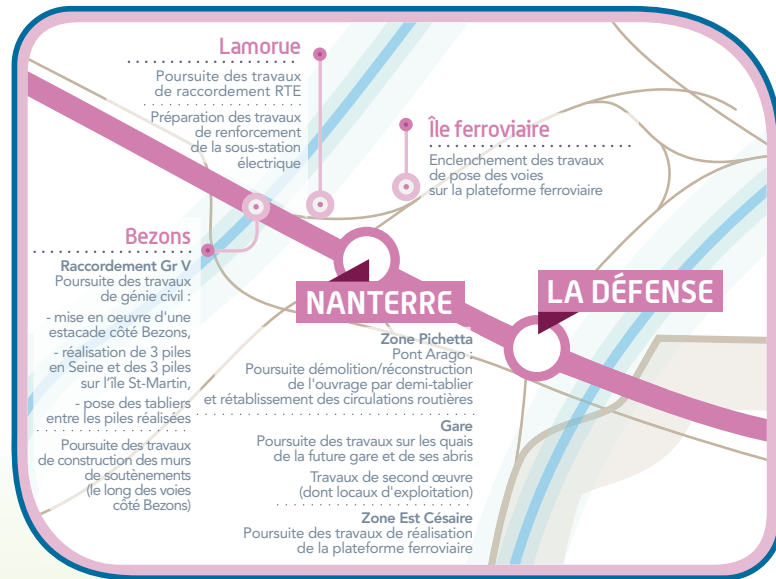 Lamorue
Poursuite des travaux
de raccordement RTE
Préparation des travaux
de renforcement
de la sous-station
électrique
Île ferroviaire
Enclenchement des travaux
de pose des voies
sur la plateforme ferroviaire
Bezons
Raccordement Gr V
Poursuite des travaux
de génie civil :
- mise en oeuvre d'une
estacade côté Bezons,
- réalisation de 3 piles
en Seine et des 3 piles
sur l'île St-Martin,
- pose des tabliers
entre les piles réalisées
Poursuite des travaux
de construction des murs
de soutènements
(le long des voies
côté Bezons)
NANTERRE
LA DÉFENSE
Zone Pichetta
Pont Arago :
Poursuite démolition/réconstruction
de l'ouvrage par demi-tablier
et rétablissement des circulations routières
Gare
Poursuite des travaux sur les quais
de la future gare et de ses abris
Travaux de second œuvre
(dont locaux d'exploitation)
Zone Est Césaire
Poursuite des travaux de réalisation
de la plateforme ferroviaire